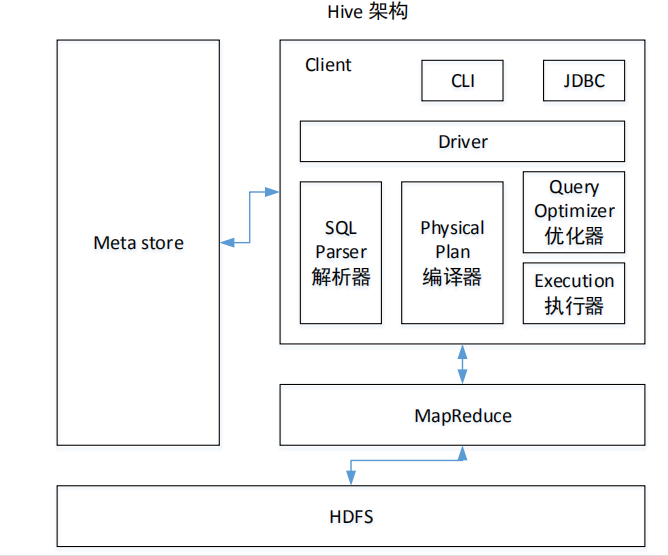 Hive 架构
Client
CLI
JDBC
Driver
Meta store
SQL
Parser
解析器
Physical
Plan
编译器
Query
Optimizer
优化器
Execution
执行器
MapReduce
HDFS